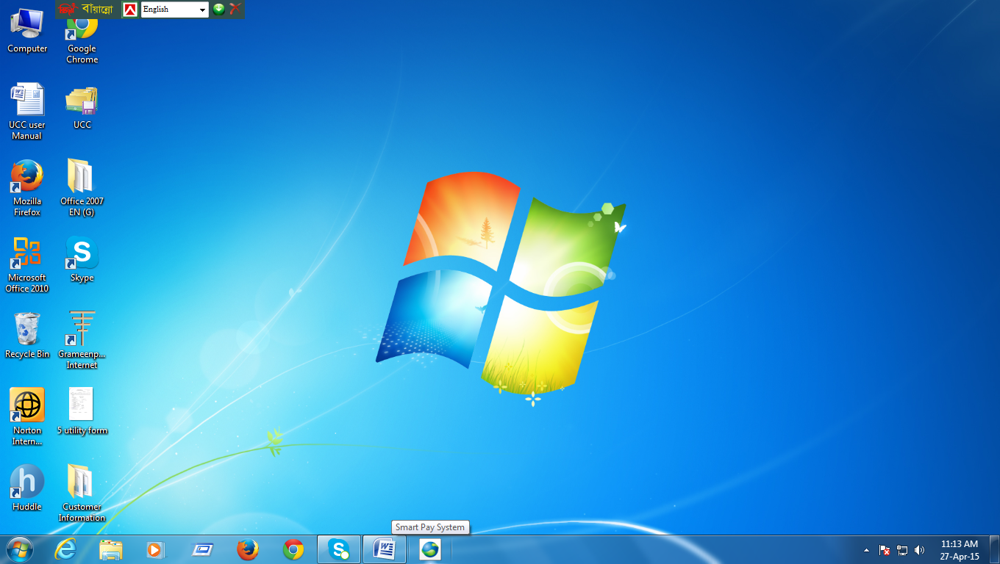 বায়ান্নো
English
Computer
Google
Chrome
UCC user
Manual
UCC
Mozilla
Firefox
Office 2007
EN (G)
Microsoft
Office 2010
Skype
Recycle Bin
Grameenp...
Internet
Norton
Intern...
5 utility form
Huddle
Customer
Information
Smart Pay System
11:13 AM
27-Apr-15